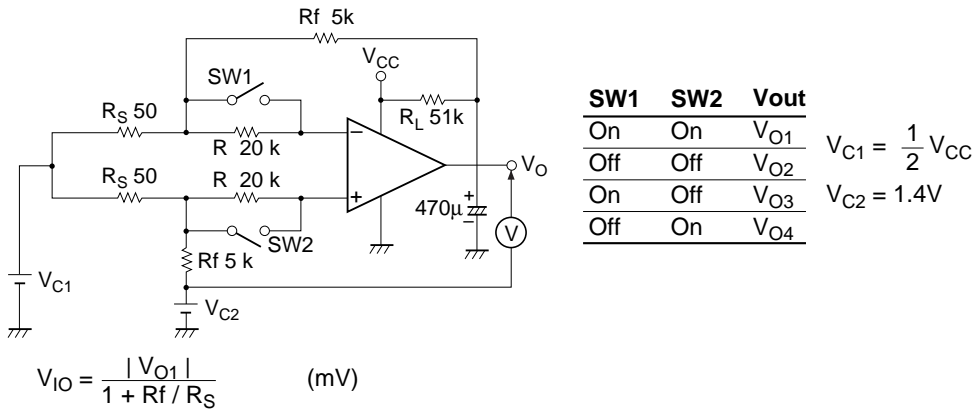 Rf 5k
V_CC
SW1
R_S 50
R_L 51k
R 20 k
−
R_S 50
R 20 k
V_O
+
470μ
+
−
SW2
V
Rf 5 k
V_C1
V_C2
SW1 SW2 Vout
On On V_O1
Off Off V_O2
On Off V_O3
Off On V_O4
V_C1 = 1/2 V_CC
V_C2 = 1.4V
V_IO = | V_O1 | / 1 + Rf / R_S (mV)